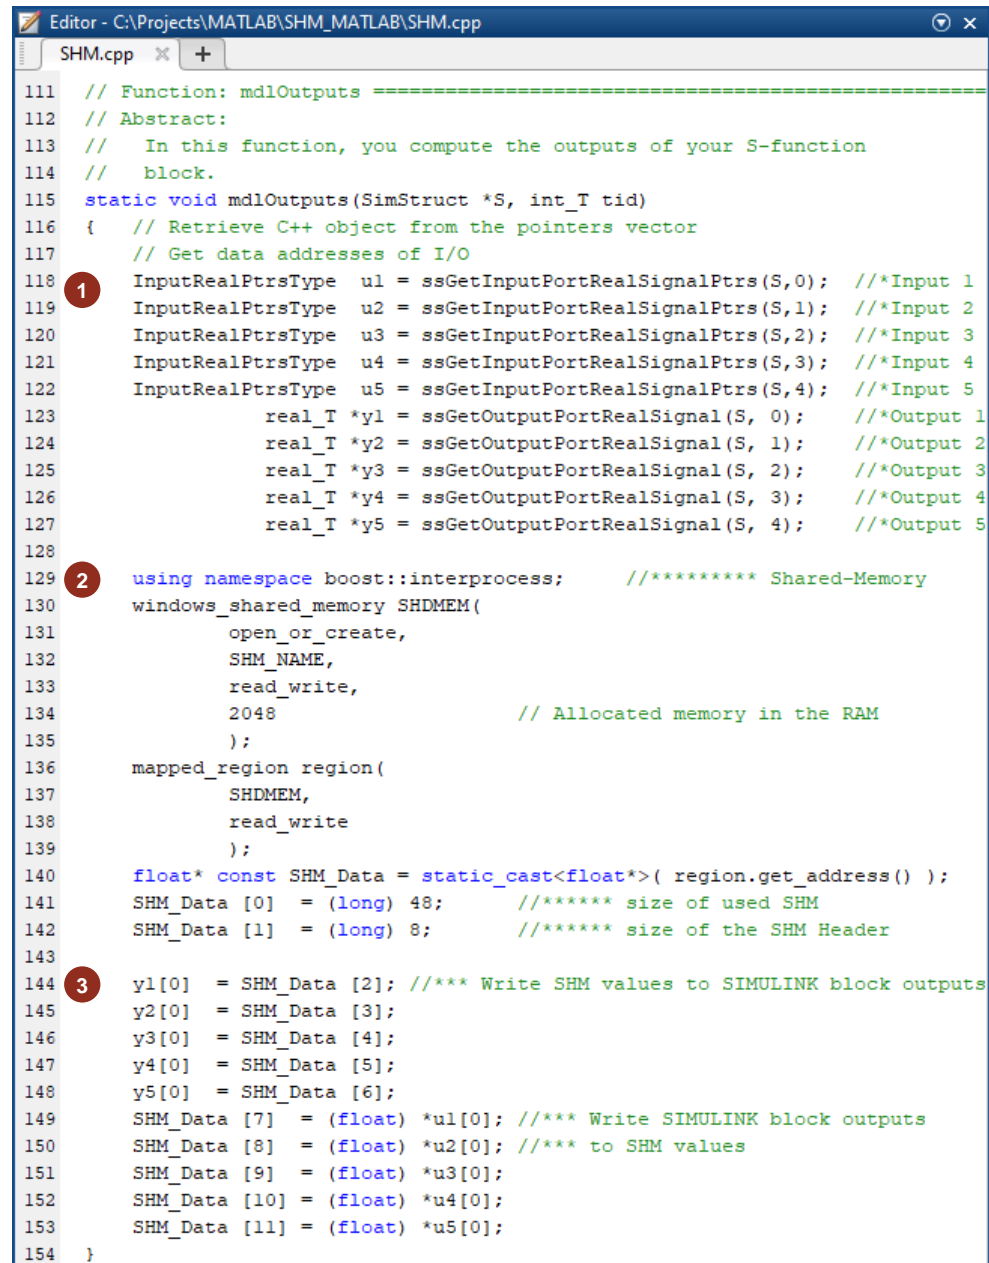 Editor - C:\Projects\MATLAB\SHM_MATLAB\SHM.cpp
SHM.cpp × +
111 // Function: mdlOutputs ===================================================
112 // Abstract:
113 //   In this function, you compute the outputs of your S-function
114 //   block.
115 static void mdlOutputs(SimStruct *S, int_T tid)
116 {   // Retrieve C++ object from the pointers vector
117     // Get data addresses of I/O
118 1 InputRealPtrsType  u1 = ssGetInputPortRealSignalPtrs(S,0);  //*Input 1
119     InputRealPtrsType  u2 = ssGetInputPortRealSignalPtrs(S,1);  //*Input 2
120     InputRealPtrsType  u3 = ssGetInputPortRealSignalPtrs(S,2);  //*Input 3
121     InputRealPtrsType  u4 = ssGetInputPortRealSignalPtrs(S,3);  //*Input 4
122     InputRealPtrsType  u5 = ssGetInputPortRealSignalPtrs(S,4);  //*Input 5
123                real_T *y1 = ssGetOutputPortRealSignal(S, 0);    //*Output 1
124                real_T *y2 = ssGetOutputPortRealSignal(S, 1);    //*Output 2
125                real_T *y3 = ssGetOutputPortRealSignal(S, 2);    //*Output 3
126                real_T *y4 = ssGetOutputPortRealSignal(S, 3);    //*Output 4
127                real_T *y5 = ssGetOutputPortRealSignal(S, 4);    //*Output 5
128
129 2 using namespace boost::interprocess;     //********* Shared-Memory
130     windows_shared_memory SHDMEM(
131             open_or_create,
132             SHM_NAME,
133             read_write,
134             2048                    // Allocated memory in the RAM
135             );
136     mapped_region region(
137             SHDMEM,
138             read_write
139             );
140     float* const SHM_Data = static_cast<float*>( region.get_address() );
141     SHM_Data [0]  = (long) 48;      //****** size of used SHM
142     SHM_Data [1]  = (long) 8;       //****** size of the SHM Header
143
144 3 y1[0]  = SHM_Data [2]; //*** Write SHM values to SIMULINK block outputs
145     y2[0]  = SHM_Data [3];
146     y3[0]  = SHM_Data [4];
147     y4[0]  = SHM_Data [5];
148     y5[0]  = SHM_Data [6];
149     SHM_Data [7]  = (float) *u1[0]; //*** Write SIMULINK block outputs
150     SHM_Data [8]  = (float) *u2[0]; //*** to SHM values
151     SHM_Data [9]  = (float) *u3[0];
152     SHM_Data [10] = (float) *u4[0];
153     SHM_Data [11] = (float) *u5[0];
154 }